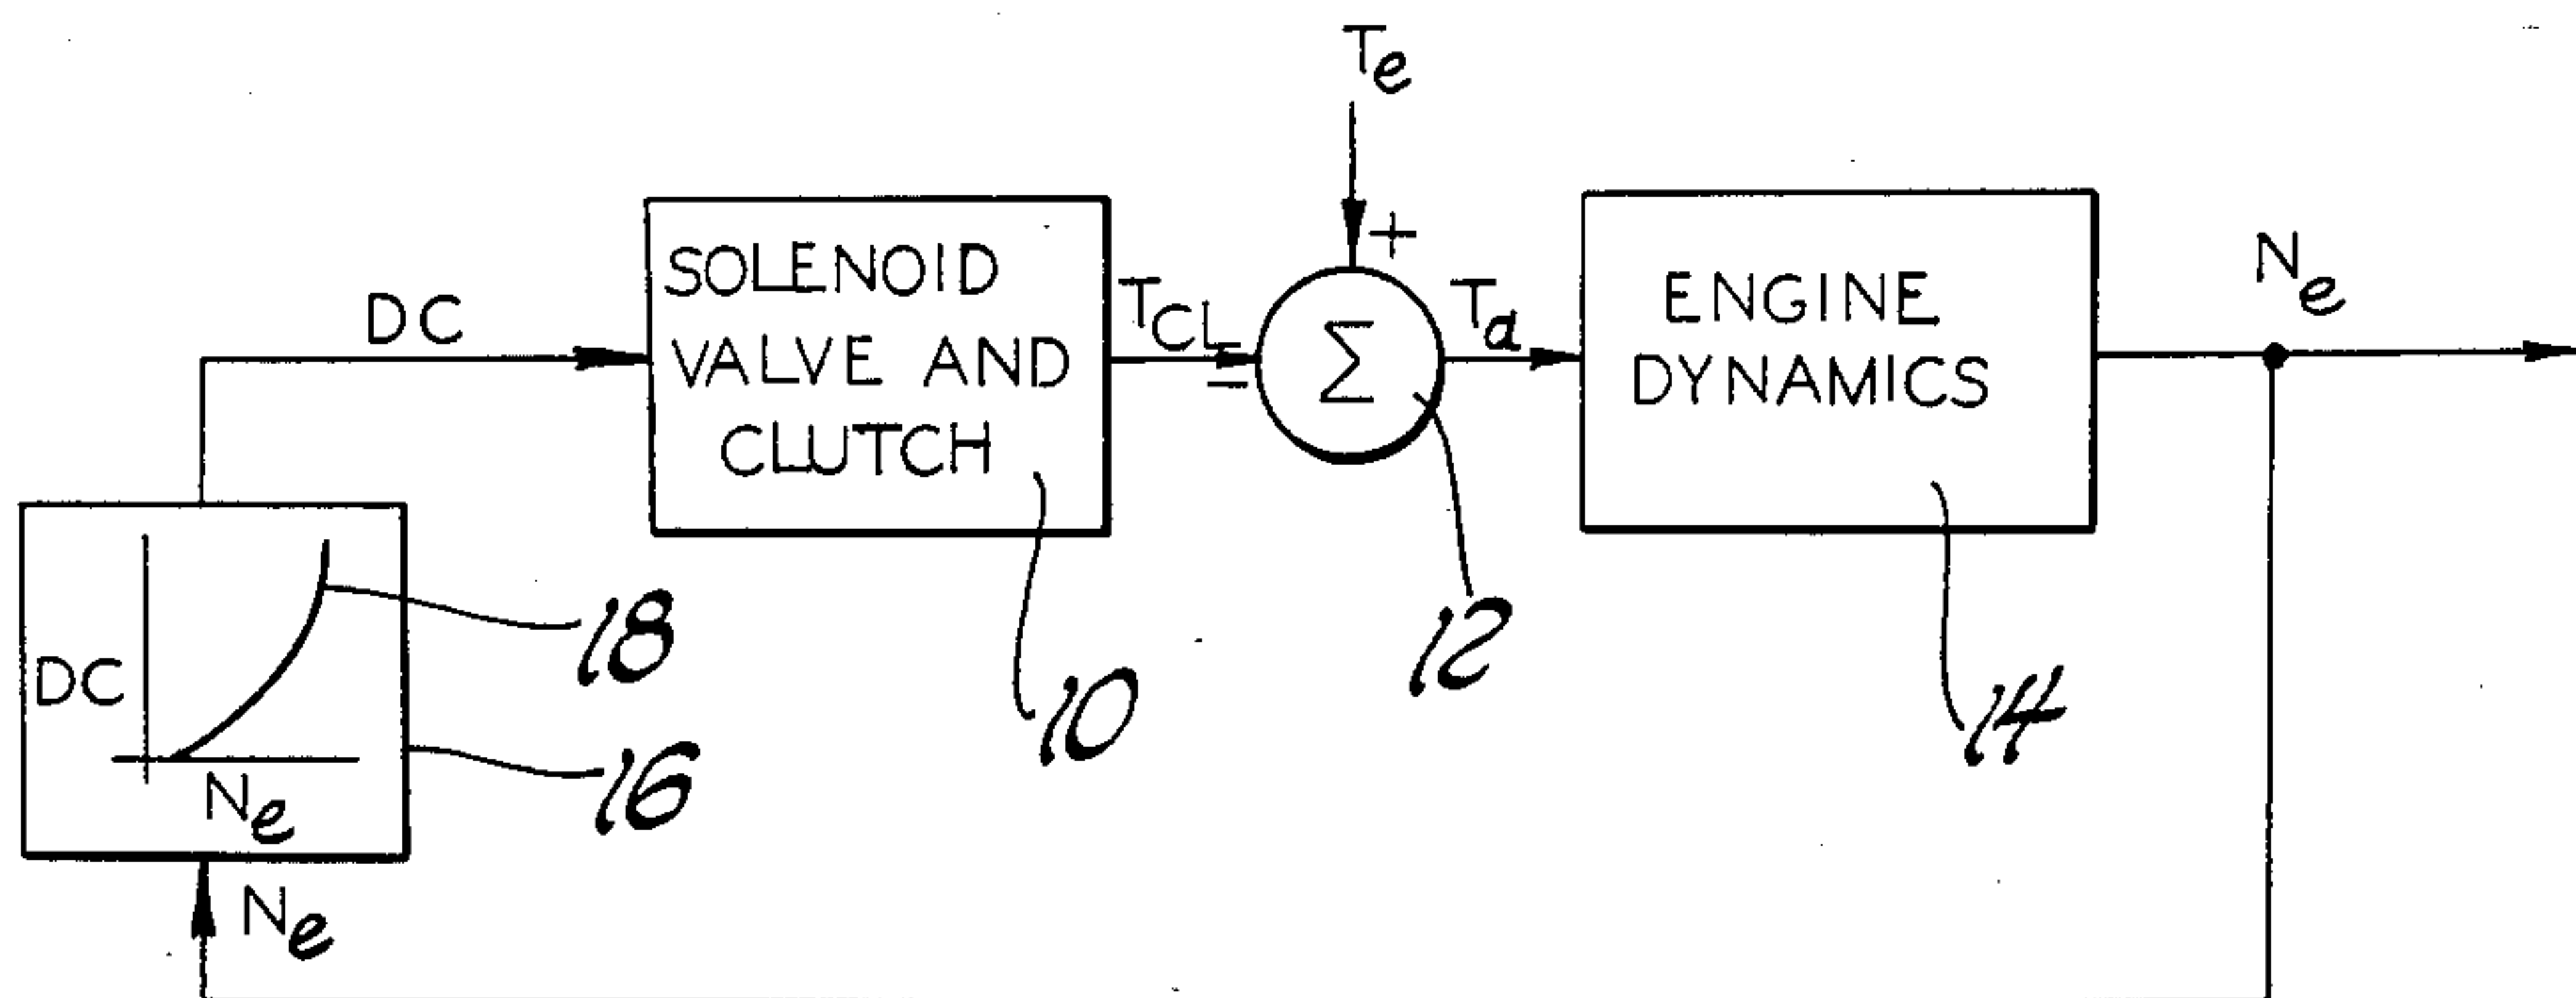 Te
+
DC
SOLENOID
VALVE AND
CLUTCH
TCL
−
Σ
Ta
ENGINE
DYNAMICS
Ne
18
10
12
14
DC
Ne
16
Ne